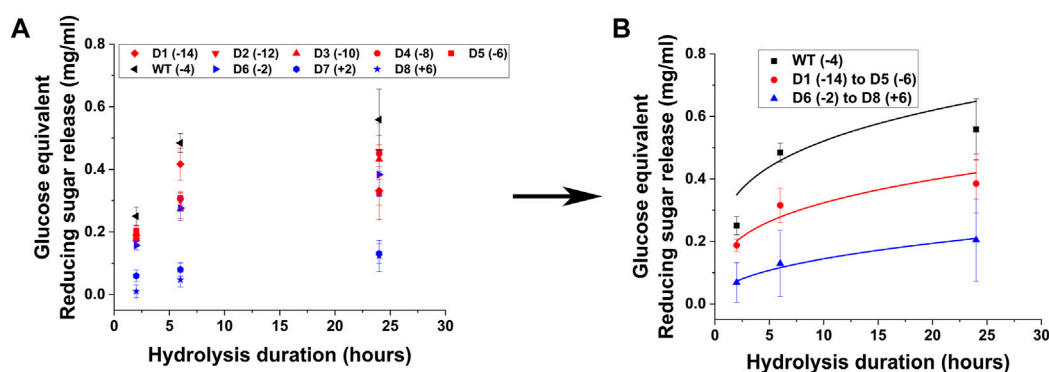 A
0.8
0.6
0.4
0.2
0.0
Glucose equivalent
Reducing sugar release (mg/ml)
D1 (-14) D2 (-12) D3 (-10) D4 (-8) D5 (-6)
WT (-4) D6 (-2) D7 (+2) D8 (+6)
0 5 10 15 20 25 30
Hydrolysis duration (hours)
B
0.8
0.6
0.4
0.2
0.0
Glucose equivalent
Reducing sugar release (mg/ml)
WT (-4)
D1 (-14) to D5 (-6)
D6 (-2) to D8 (+6)
0 5 10 15 20 25 30
Hydrolysis duration (hours)